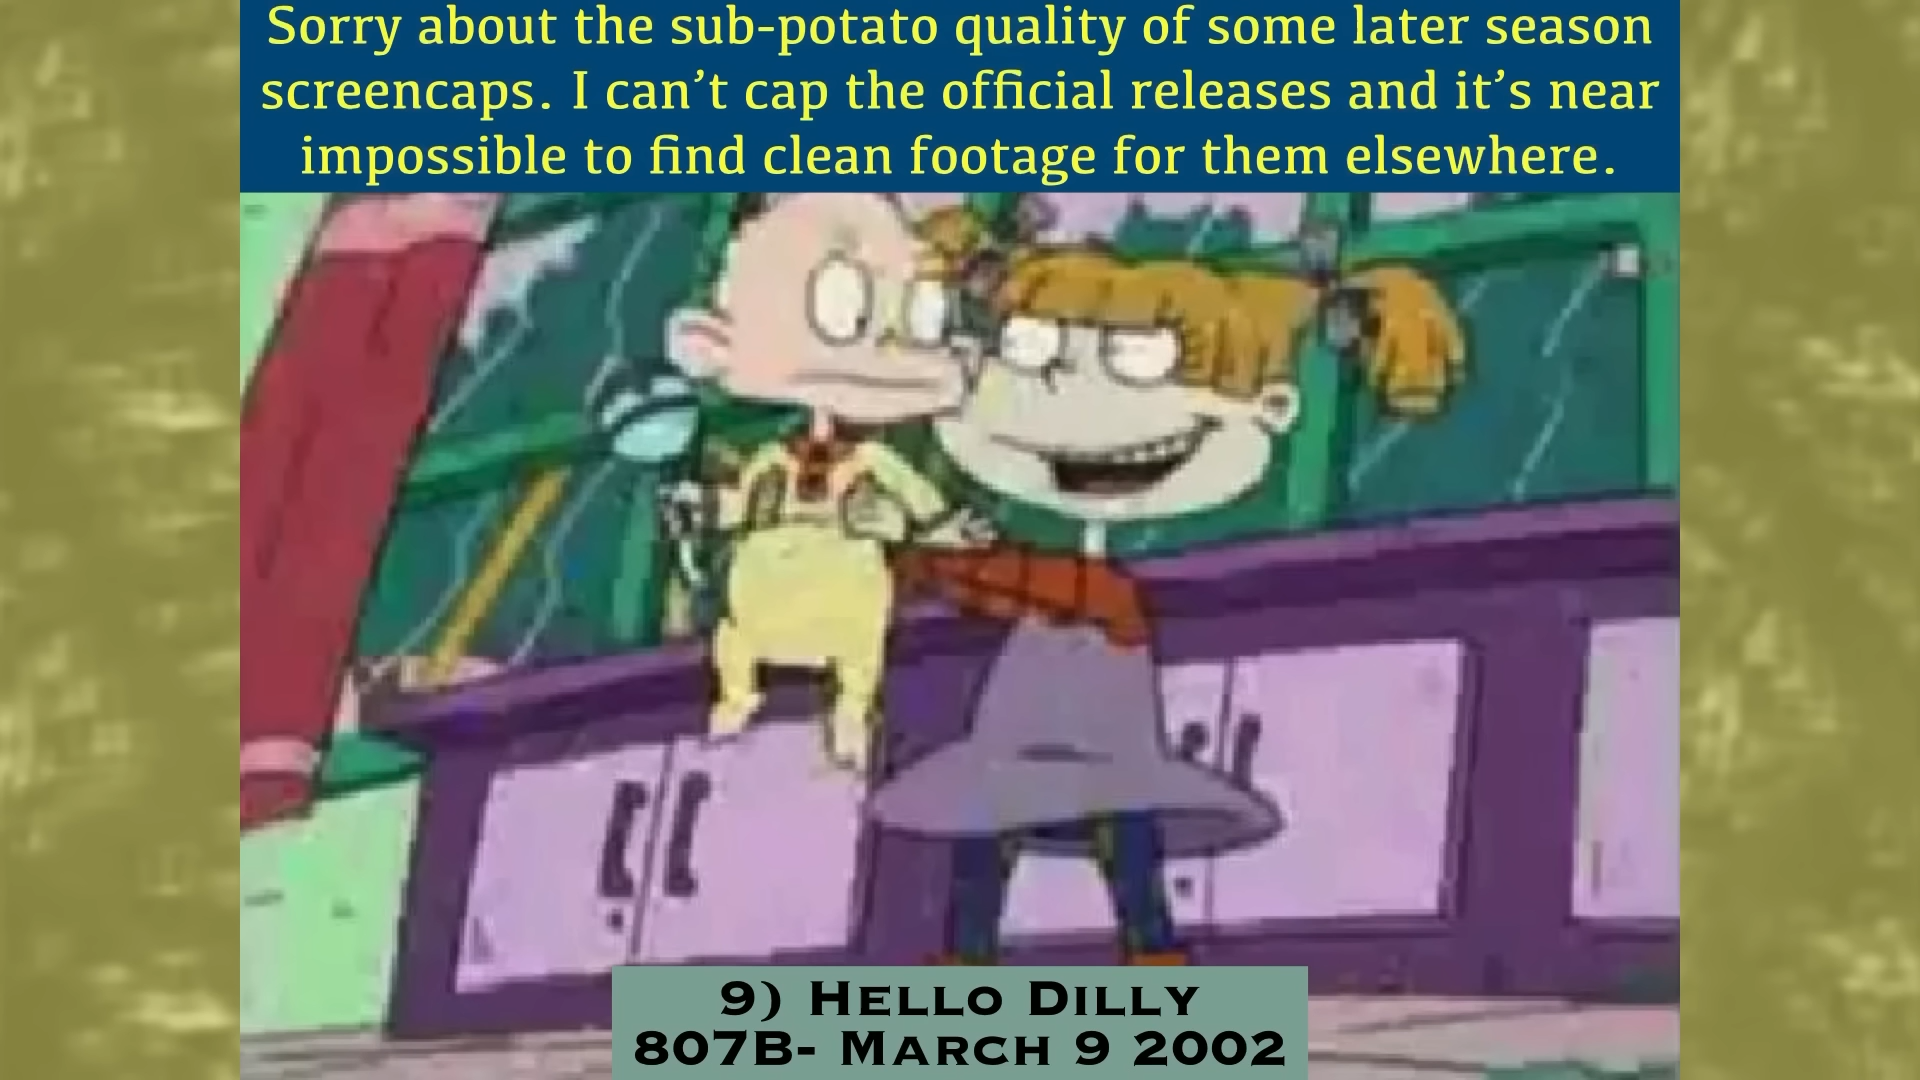 Sorry about the sub-potato quality of some later season
screencaps. I can’t cap the official releases and it’s near
impossible to find clean footage for them elsewhere.
9) Hello Dilly
807B- March 9 2002